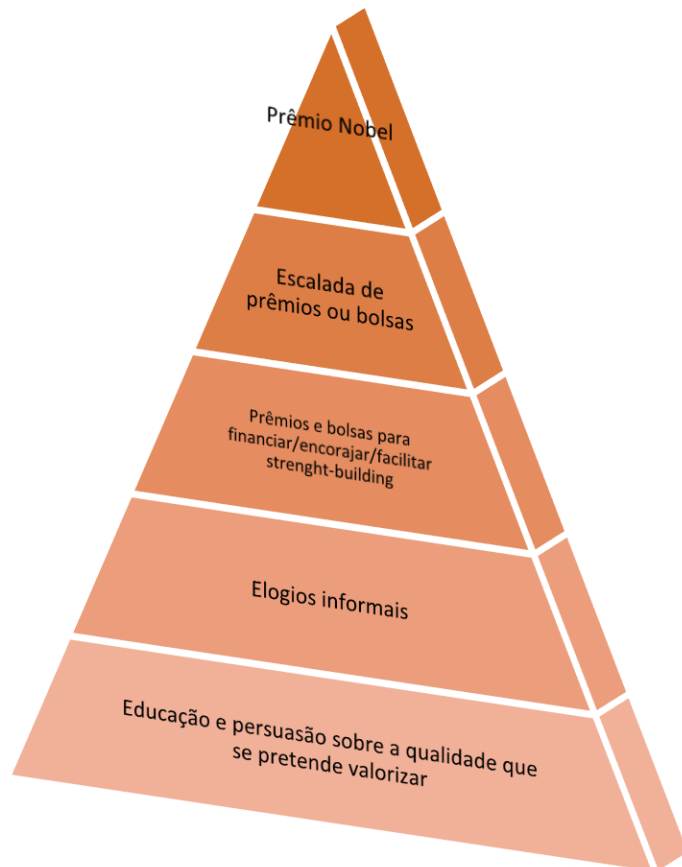 Prêmio Nobel
Escalada de
prêmios ou bolsas
Prêmios e bolsas para
financiar/encorajar/facilitar
strenght-building
Elogios informais
Educação e persuasão sobre a qualidade que
se pretende valorizar